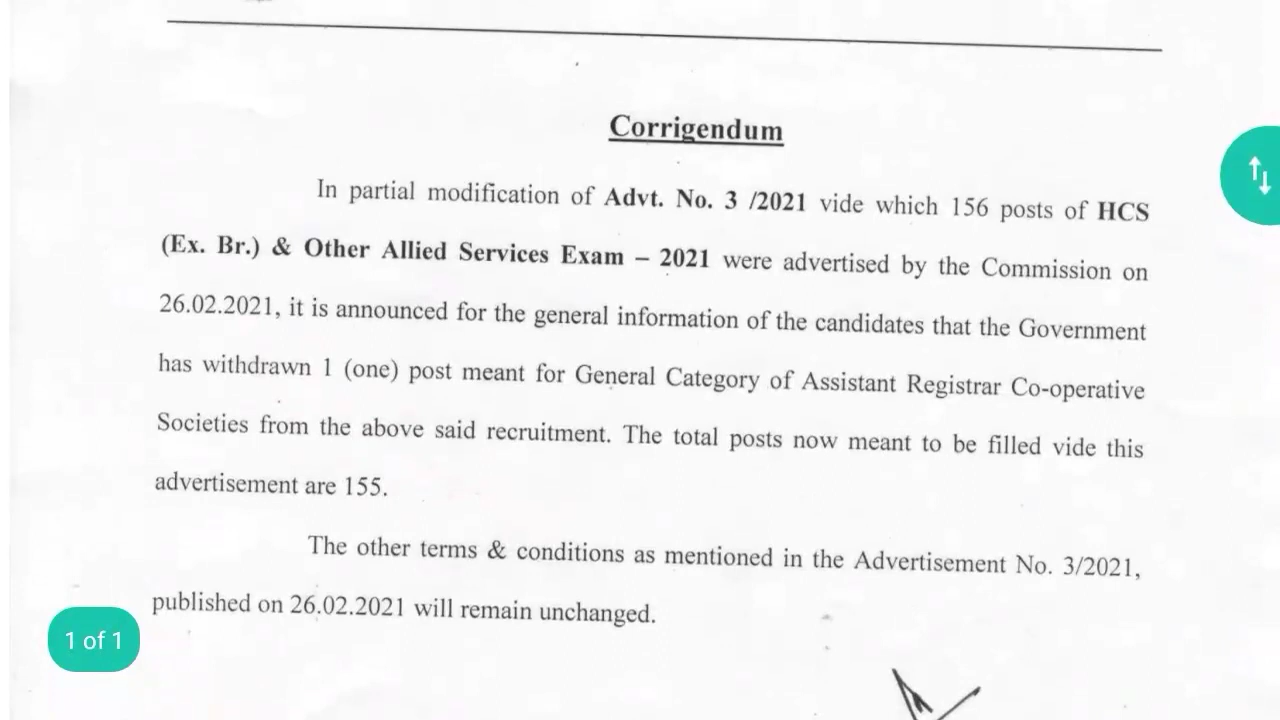 Corrigendum
In partial modification of Advt. No. 3 /2021 vide which 156 posts of HCS
(Ex. Br.) & Other Allied Services Exam – 2021 were advertised by the Commission on
26.02.2021, it is announced for the general information of the candidates that the Government
has withdrawn 1 (one) post meant for General Category of Assistant Registrar Co-operative
Societies from the above said recruitment. The total posts now meant to be filled vide this
advertisement are 155.
The other terms & conditions as mentioned in the Advertisement No. 3/2021,
published on 26.02.2021 will remain unchanged.
1 of 1